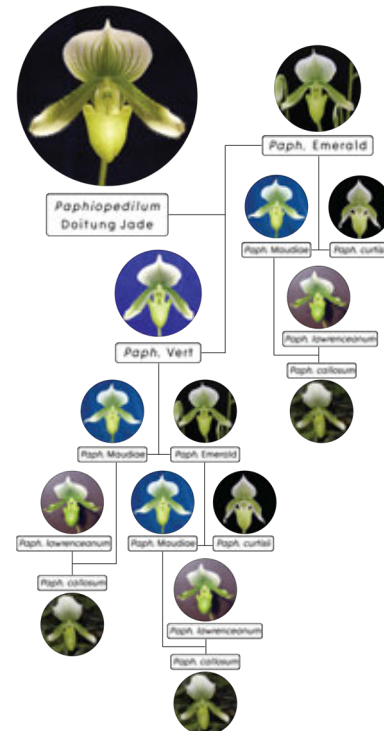 Paph. Emerald
Paphiopedilum
Doitung Jade
Paph. Maudiae
Paph. curtisii
Paph. lawrenceanum
Paph. Vert
Paph. callosum
Paph. Maudiae
Paph. Emerald
Paph. lawrenceanum
Paph. Maudiae
Paph. curtisii
Paph. callosum
Paph. lawrenceanum
Paph. callosum